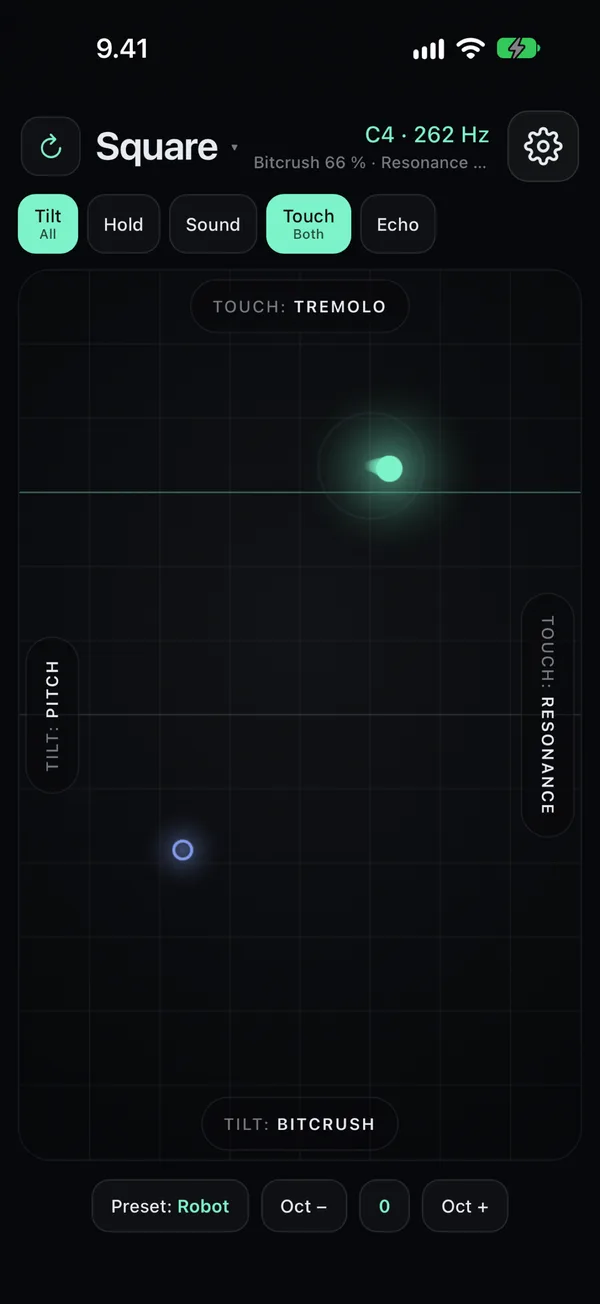 9.41
Square ▾
C4 · 262 Hz
Bitcrush 66 % · Resonance ...
Tilt
All
Hold
Sound
Touch
Both
Echo
TOUCH: TREMOLO
TILT: PITCH
TOUCH: RESONANCE
TILT: BITCRUSH
Preset: Robot
Oct –
0
Oct +